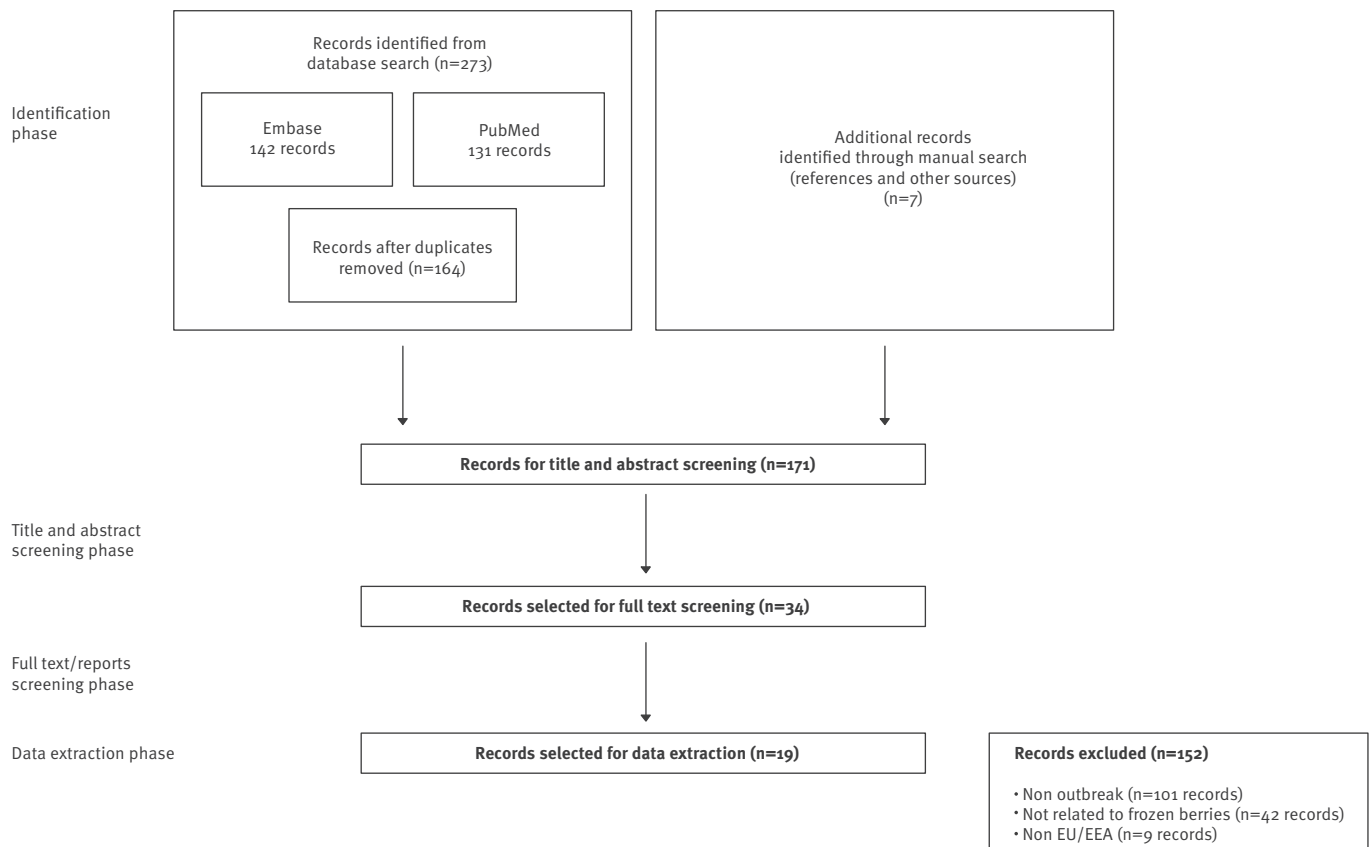 Identification
phase
Records identified from
database search (n=273)
Embase
142 records
PubMed
131 records
Records after duplicates
removed (n=164)
Additional records
identified through manual search
(references and other sources)
(n=7)
Records for title and abstract screening (n=171)
Title and abstract
screening phase
Records selected for full text screening (n=34)
Full text/reports
screening phase
Data extraction phase
Records selected for data extraction (n=19)
Records excluded (n=152)
• Non outbreak (n=101 records)
• Not related to frozen berries (n=42 records)
• Non EU/EEA (n=9 records)